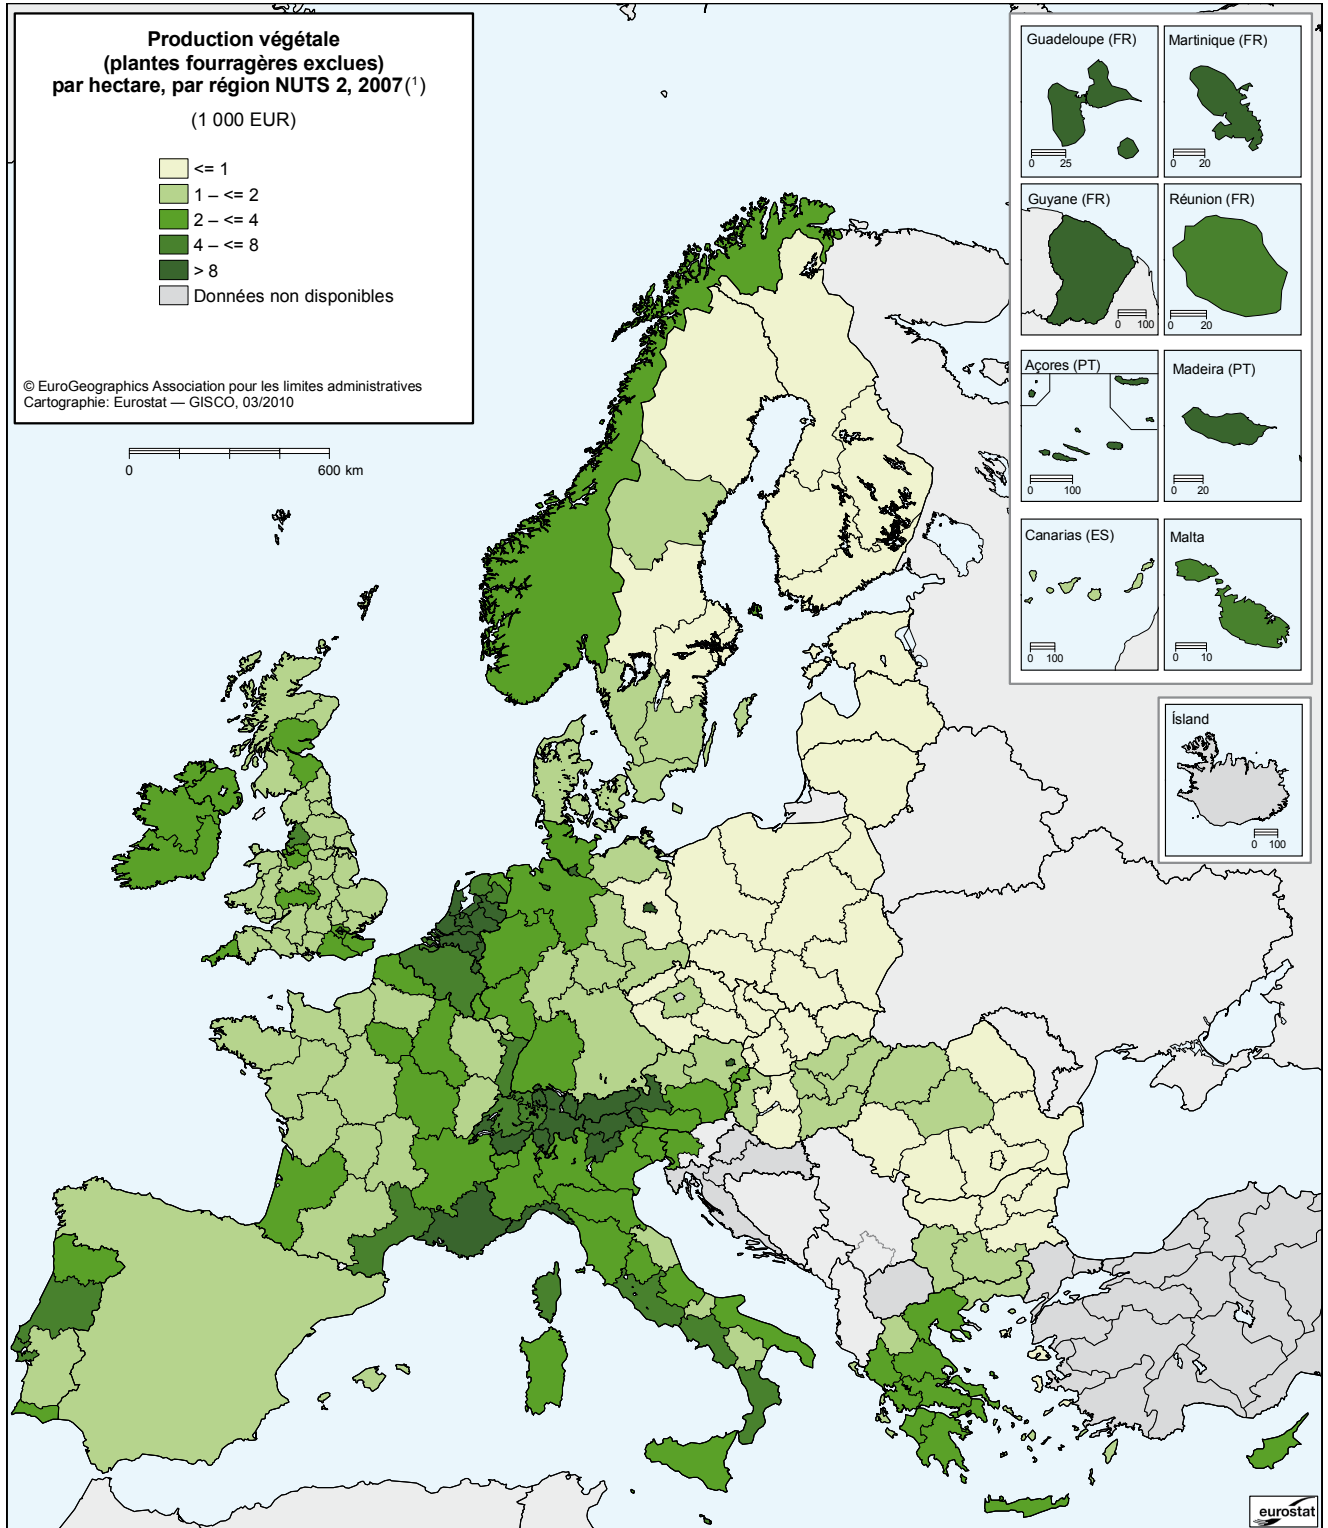 Production végétale
(plantes fourragères exclues)
par hectare, par région NUTS 2, 2007(¹)
(1 000 EUR)
<= 1
1 – <= 2
2 – <= 4
4 – <= 8
> 8
Données non disponibles
© EuroGeographics Association pour les limites administratives
Cartographie: Eurostat — GISCO, 03/2010
0 600 km
Guadeloupe (FR)
0 25
Martinique (FR)
0 20
Guyane (FR)
0 100
Réunion (FR)
0 20
Açores (PT)
0 100
Madeira (PT)
0 20
Canarias (ES)
0 100
Malta
0 10
Ísland
0 100
eurostat